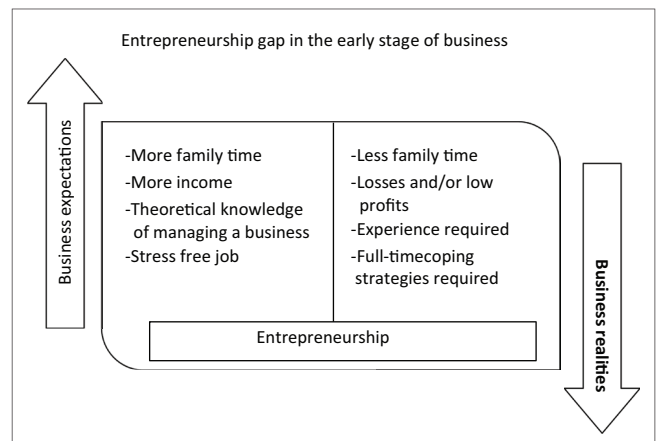 Entrepreneurship gap in the early stage of business
Business expectations
-More family time
-More income
-Theoretical knowledge
of managing a business
-Stress free job
-Less family time
-Losses and/or low
profits
-Experience required
-Full-timecoping
strategies required
Business realities
Entrepreneurship